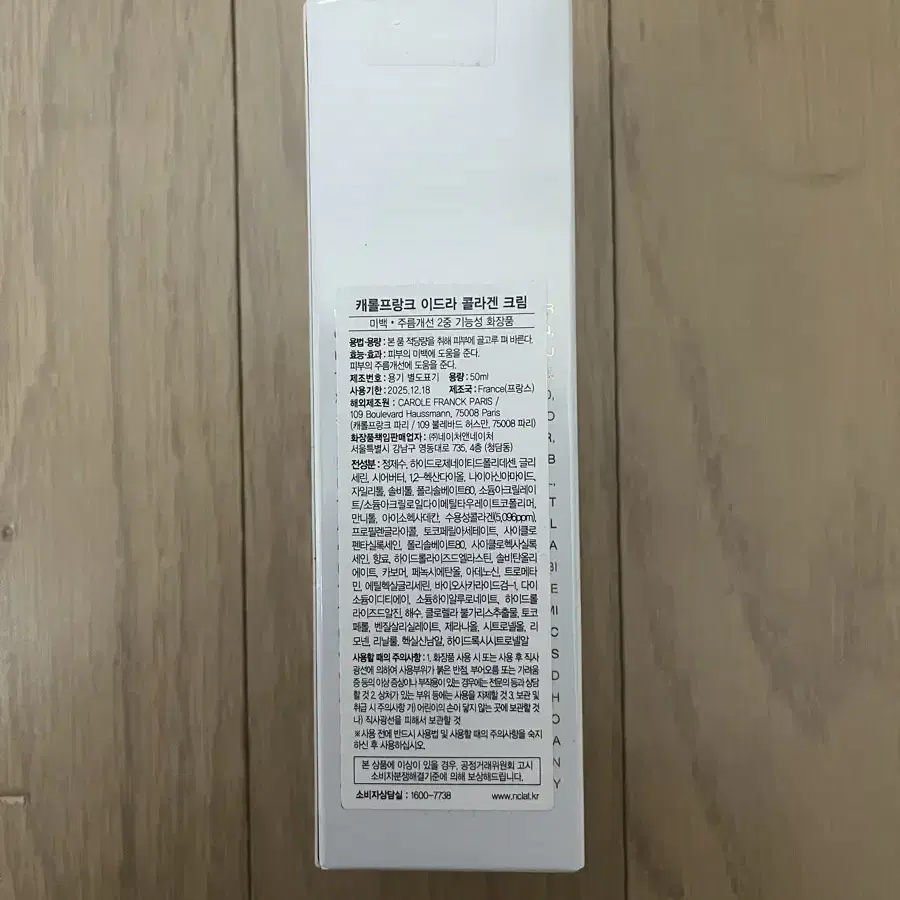 캐롤프랑크 이드라 콜라겐 크림
미백 • 주름개선 2중 기능성 화장품
용법·용량 : 본 품 적당량을 취해 피부에 골고루 펴 바른다.
효능·효과 : 피부의 미백에 도움을 준다.
피부의 주름개선에 도움을 준다.
제조번호 : 용기 별도표기 용량 : 50ml
사용기한 : 2025.12.18 제조국 : France(프랑스)
해외제조원 : CAROLE FRANCK PARIS /
109 Boulevard Haussmann, 75008 Paris
(캐롤프랑크 파리 / 109 불레바드 허스만, 75008 파리)
화장품책임판매업자 : ㈜네이처앤네이처
서울특별시 강남구 영동대로 735, 4층 (청담동)
전성분 : 정제수, 하이드로제네이티드폴리데센, 글리
세린, 시어버터, 1,2-헥산다이올, 나이아신아마이드,
자일리톨, 솔비톨, 폴리솔베이트60, 소듐아크릴레이
트/소듐아크릴로일다이메틸타우레이트코폴리머,
만니톨, 아이소헥사데칸, 수용성콜라겐(5,096ppm),
프로필렌글라이콜, 토코페릴아세테이트, 사이클로
펜타실록세인, 폴리솔베이트80, 사이클로헥사실록
세인, 향료, 하이드롤라이즈드엘라스틴, 솔비탄올리
에이트, 카보머, 페녹시에탄올, 아데노신, 트로메타
민, 에틸헥실글리세린, 바이오사카라이드검-1, 다이
소듐이디티에이, 소듐하이알루로네이트, 하이드롤
라이즈드알진, 해수, 클로렐라 불가리스추출물, 토코
페롤, 벤질살리실레이트, 제라니올, 시트로넬올, 리
모넨, 리날룰, 헥실신남알, 하이드록시시트로넬알
사용할 때의 주의사항 : 1. 화장품 사용 시 또는 사용 후 직사
광선에 의하여 사용부위가 붉은 반점, 부어오름 또는 가려움
증 등의 이상 증상이나 부작용이 있는 경우에는 전문의 등과 상담
할 것 2. 상처가 있는 부위 등에는 사용을 자제할 것 3. 보관 및
취급 시 주의사항 가) 어린이의 손이 닿지 않는 곳에 보관할 것
나) 직사광선을 피해서 보관할 것
※사용 전에 반드시 사용법 및 사용할 때의 주의사항을 숙지
하신 후 사용하십시오.
본 상품에 이상이 있을 경우, 공정거래위원회 고시
소비자분쟁해결기준에 의해 보상해드립니다.
소비자상담실 : 1600-7738 www.nclat.kr